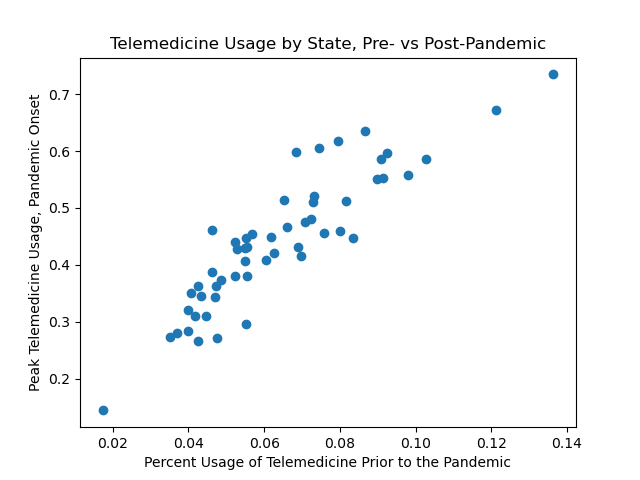 Telemedicine Usage by State, Pre- vs Post-Pandemic
Peak Telemedicine Usage, Pandemic Onset
0.7
0.6
0.5
0.4
0.3
0.2
0.02 0.04 0.06 0.08 0.10 0.12 0.14
Percent Usage of Telemedicine Prior to the Pandemic